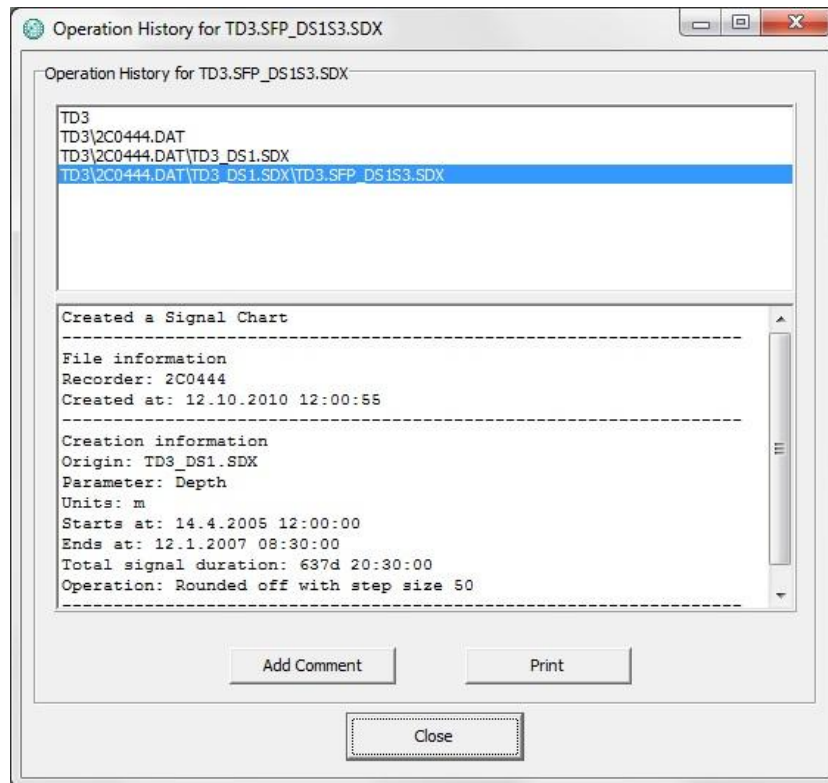 Operation History for TD3.SFP_DS1S3.SDX
Operation History for TD3.SFP_DS1S3.SDX
TD3
TD3\2C0444.DAT
TD3\2C0444.DAT\TD3_DS1.SDX
TD3\2C0444.DAT\TD3_DS1.SDX\TD3.SFP_DS1S3.SDX
Created a Signal Chart
------------------------------------------------------------------
File information
Recorder: 2C0444
Created at: 12.10.2010 12:00:55
------------------------------------------------------------------
Creation information
Origin: TD3_DS1.SDX
Parameter: Depth
Units: m
Starts at: 14.4.2005 12:00:00
Ends at: 12.1.2007 08:30:00
Total signal duration: 637d 20:30:00
Operation: Rounded off with step size 50
------------------------------------------------------------------
Add Comment Print
Close